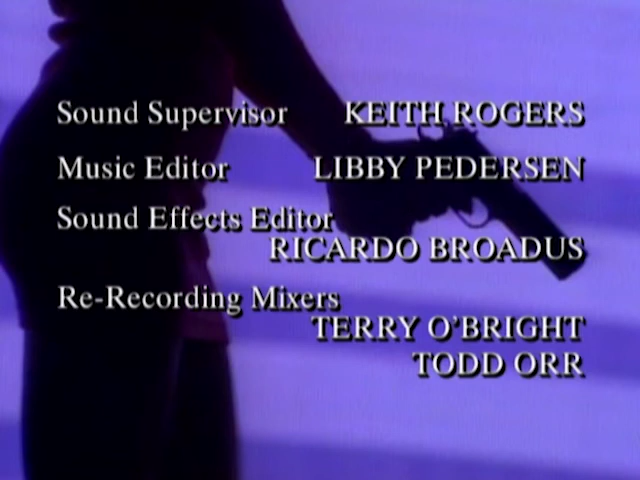 Sound Supervisor KEITH ROGERS
Music Editor LIBBY PEDERSEN
Sound Effects Editor
RICARDO BROADUS
Re-Recording Mixers
TERRY O'BRIGHT
TODD ORR